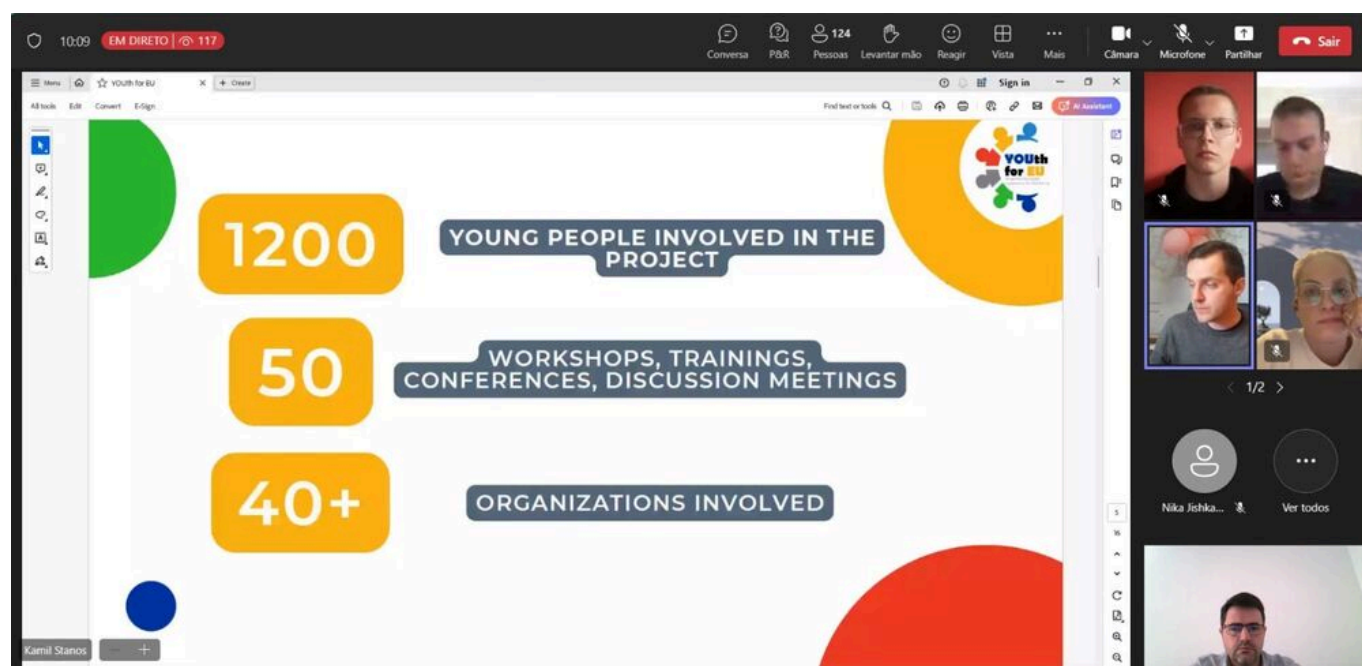 10:09 EM DIRETO 117
Conversa P&R 124 Pessoas Levantar mão Reagir Vista Mais Câmara Microfone Partilhar Sair
Menu YOUth for EU + Create Sign in
All tools Edit Convert E-Sign Find text or tools AI Assistant
YOUth
for EU
1200
YOUNG PEOPLE INVOLVED IN THE
PROJECT
50
WORKSHOPS, TRAININGS,
CONFERENCES, DISCUSSION MEETINGS
40+
ORGANIZATIONS INVOLVED
1/2
Nika Jishka... Ver todos
5
16
Kamil Stanos